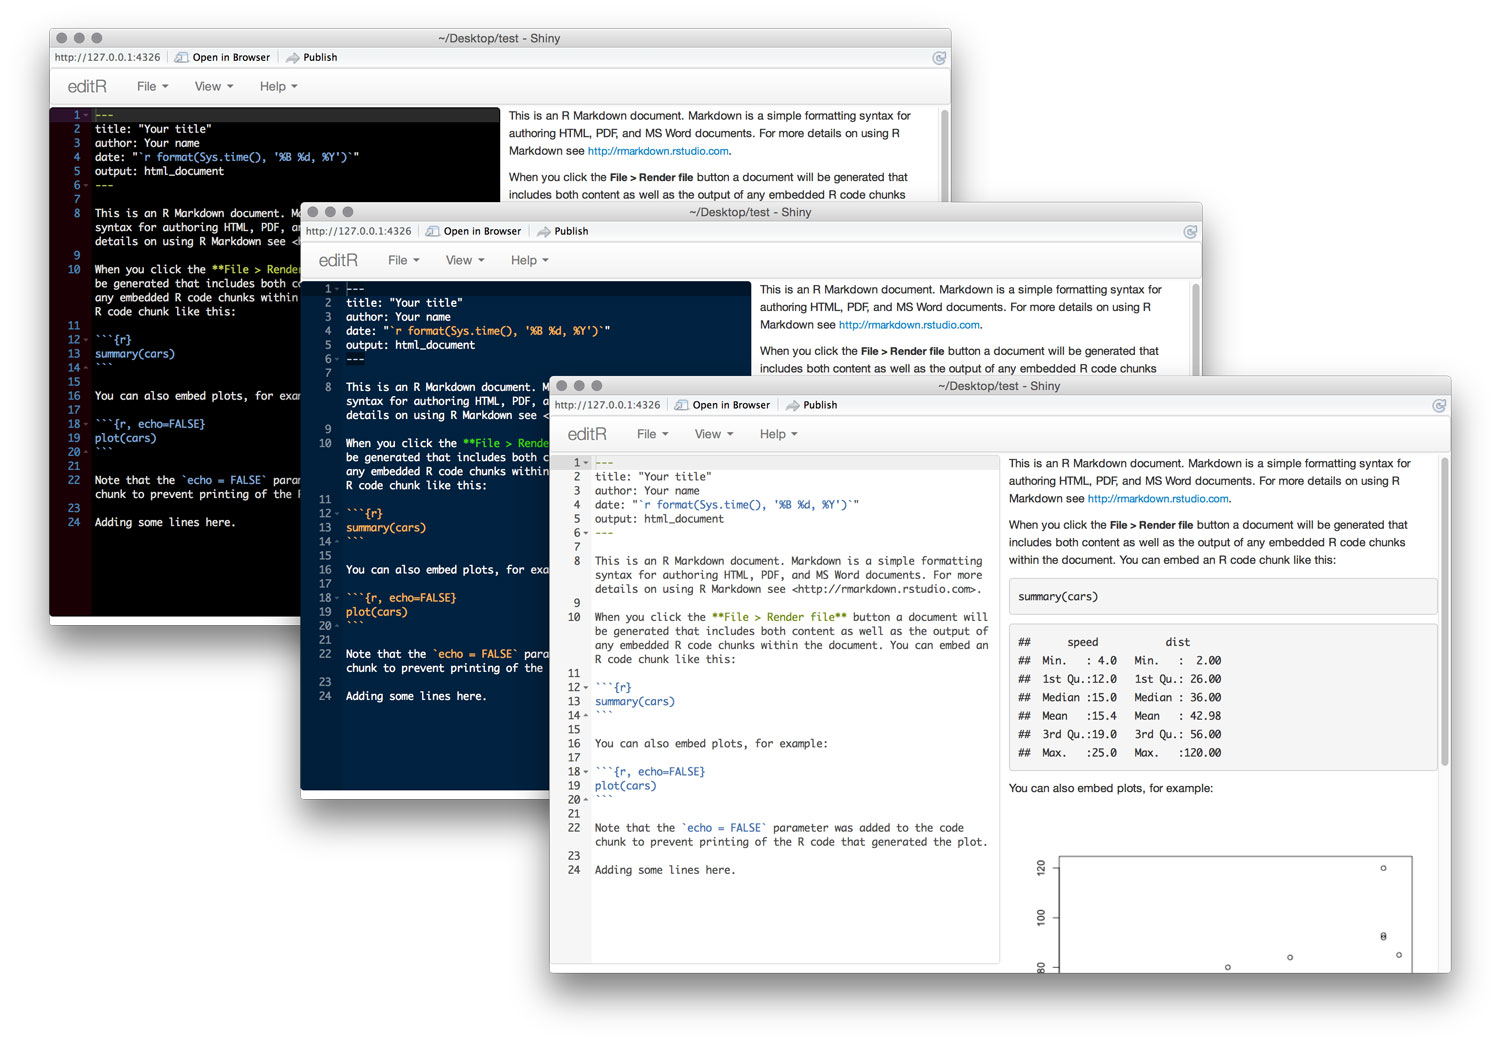 ~/Desktop/test - Shiny
http://127.0.0.1:4326 Open in Browser Publish
editR File View Help
1 ---
2 title: "Your title"
3 author: Your name
4 date: "`r format(Sys.time(), '%B %d, %Y')`"
5 output: html_document
6 ---
7
8 This is an R Markdown document.
syntax for authoring HTML, PDF,
details on using R Markdown see
9
10 When you click the **File > Render
be generated that includes both
any embedded R code chunks within
R code chunk like this:
11
12 ```{r}
13 summary(cars)
14 ```
15
16 You can also embed plots, for
17
18 ```{r, echo=FALSE}
19 plot(cars)
20 ```
21
22 Note that the `echo = FALSE`
chunk to prevent printing of the
23
24 Adding some lines here.
This is an R Markdown document. Markdown is a simple formatting syntax for
authoring HTML, PDF, and MS Word documents. For more details on using R
Markdown see http://rmarkdown.rstudio.com.
When you click the File > Render file button a document will be generated that
includes both content as well as the output of any embedded R code chunks
~/Desktop/test - Shiny
http://127.0.0.1:4326 Open in Browser Publish
editR File View Help
1 ---
2 title: "Your title"
3 author: Your name
4 date: "`r format(Sys.time(), '%B %d, %Y')`"
5 output: html_document
6 ---
7
8 This is an R Markdown document.
syntax for authoring HTML, PDF,
details on using R Markdown see
9
10 When you click the **File >
be generated that includes both
any embedded R code chunks within
R code chunk like this:
11
12 ```{r}
13 summary(cars)
14 ```
15
16 You can also embed plots, for
17
18 ```{r, echo=FALSE}
19 plot(cars)
20 ```
21
22 Note that the `echo = FALSE`
chunk to prevent printing of the
23
24 Adding some lines here.
This is an R Markdown document. Markdown is a simple formatting syntax for
authoring HTML, PDF, and MS Word documents. For more details on using R
Markdown see http://rmarkdown.rstudio.com.
When you click the File > Render file button a document will be generated that
includes both content as well as the output of any embedded R code chunks
~/Desktop/test - Shiny
http://127.0.0.1:4326 Open in Browser Publish
editR File View Help
1 ---
2 title: "Your title"
3 author: Your name
4 date: "`r format(Sys.time(), '%B %d, %Y')`"
5 output: html_document
6 ---
7
8 This is an R Markdown document. Markdown is a simple formatting
syntax for authoring HTML, PDF, and MS Word documents. For more
details on using R Markdown see <http://rmarkdown.rstudio.com>.
9
10 When you click the **File > Render file** button a document will
be generated that includes both content as well as the output of
any embedded R code chunks within the document. You can embed an
R code chunk like this:
11
12 ```{r}
13 summary(cars)
14 ```
15
16 You can also embed plots, for example:
17
18 ```{r, echo=FALSE}
19 plot(cars)
20 ```
21
22 Note that the `echo = FALSE` parameter was added to the code
chunk to prevent printing of the R code that generated the plot.
23
24 Adding some lines here.
This is an R Markdown document. Markdown is a simple formatting syntax for
authoring HTML, PDF, and MS Word documents. For more details on using R
Markdown see http://rmarkdown.rstudio.com.
When you click the File > Render file button a document will be generated that
includes both content as well as the output of any embedded R code chunks
within the document. You can embed an R code chunk like this:
summary(cars)
## speed dist
## Min. : 4.0 Min. : 2.00
## 1st Qu.:12.0 1st Qu.: 26.00
## Median :15.0 Median : 36.00
## Mean :15.4 Mean : 42.98
## 3rd Qu.:19.0 3rd Qu.: 56.00
## Max. :25.0 Max. :120.00
You can also embed plots, for example:
120
100
80